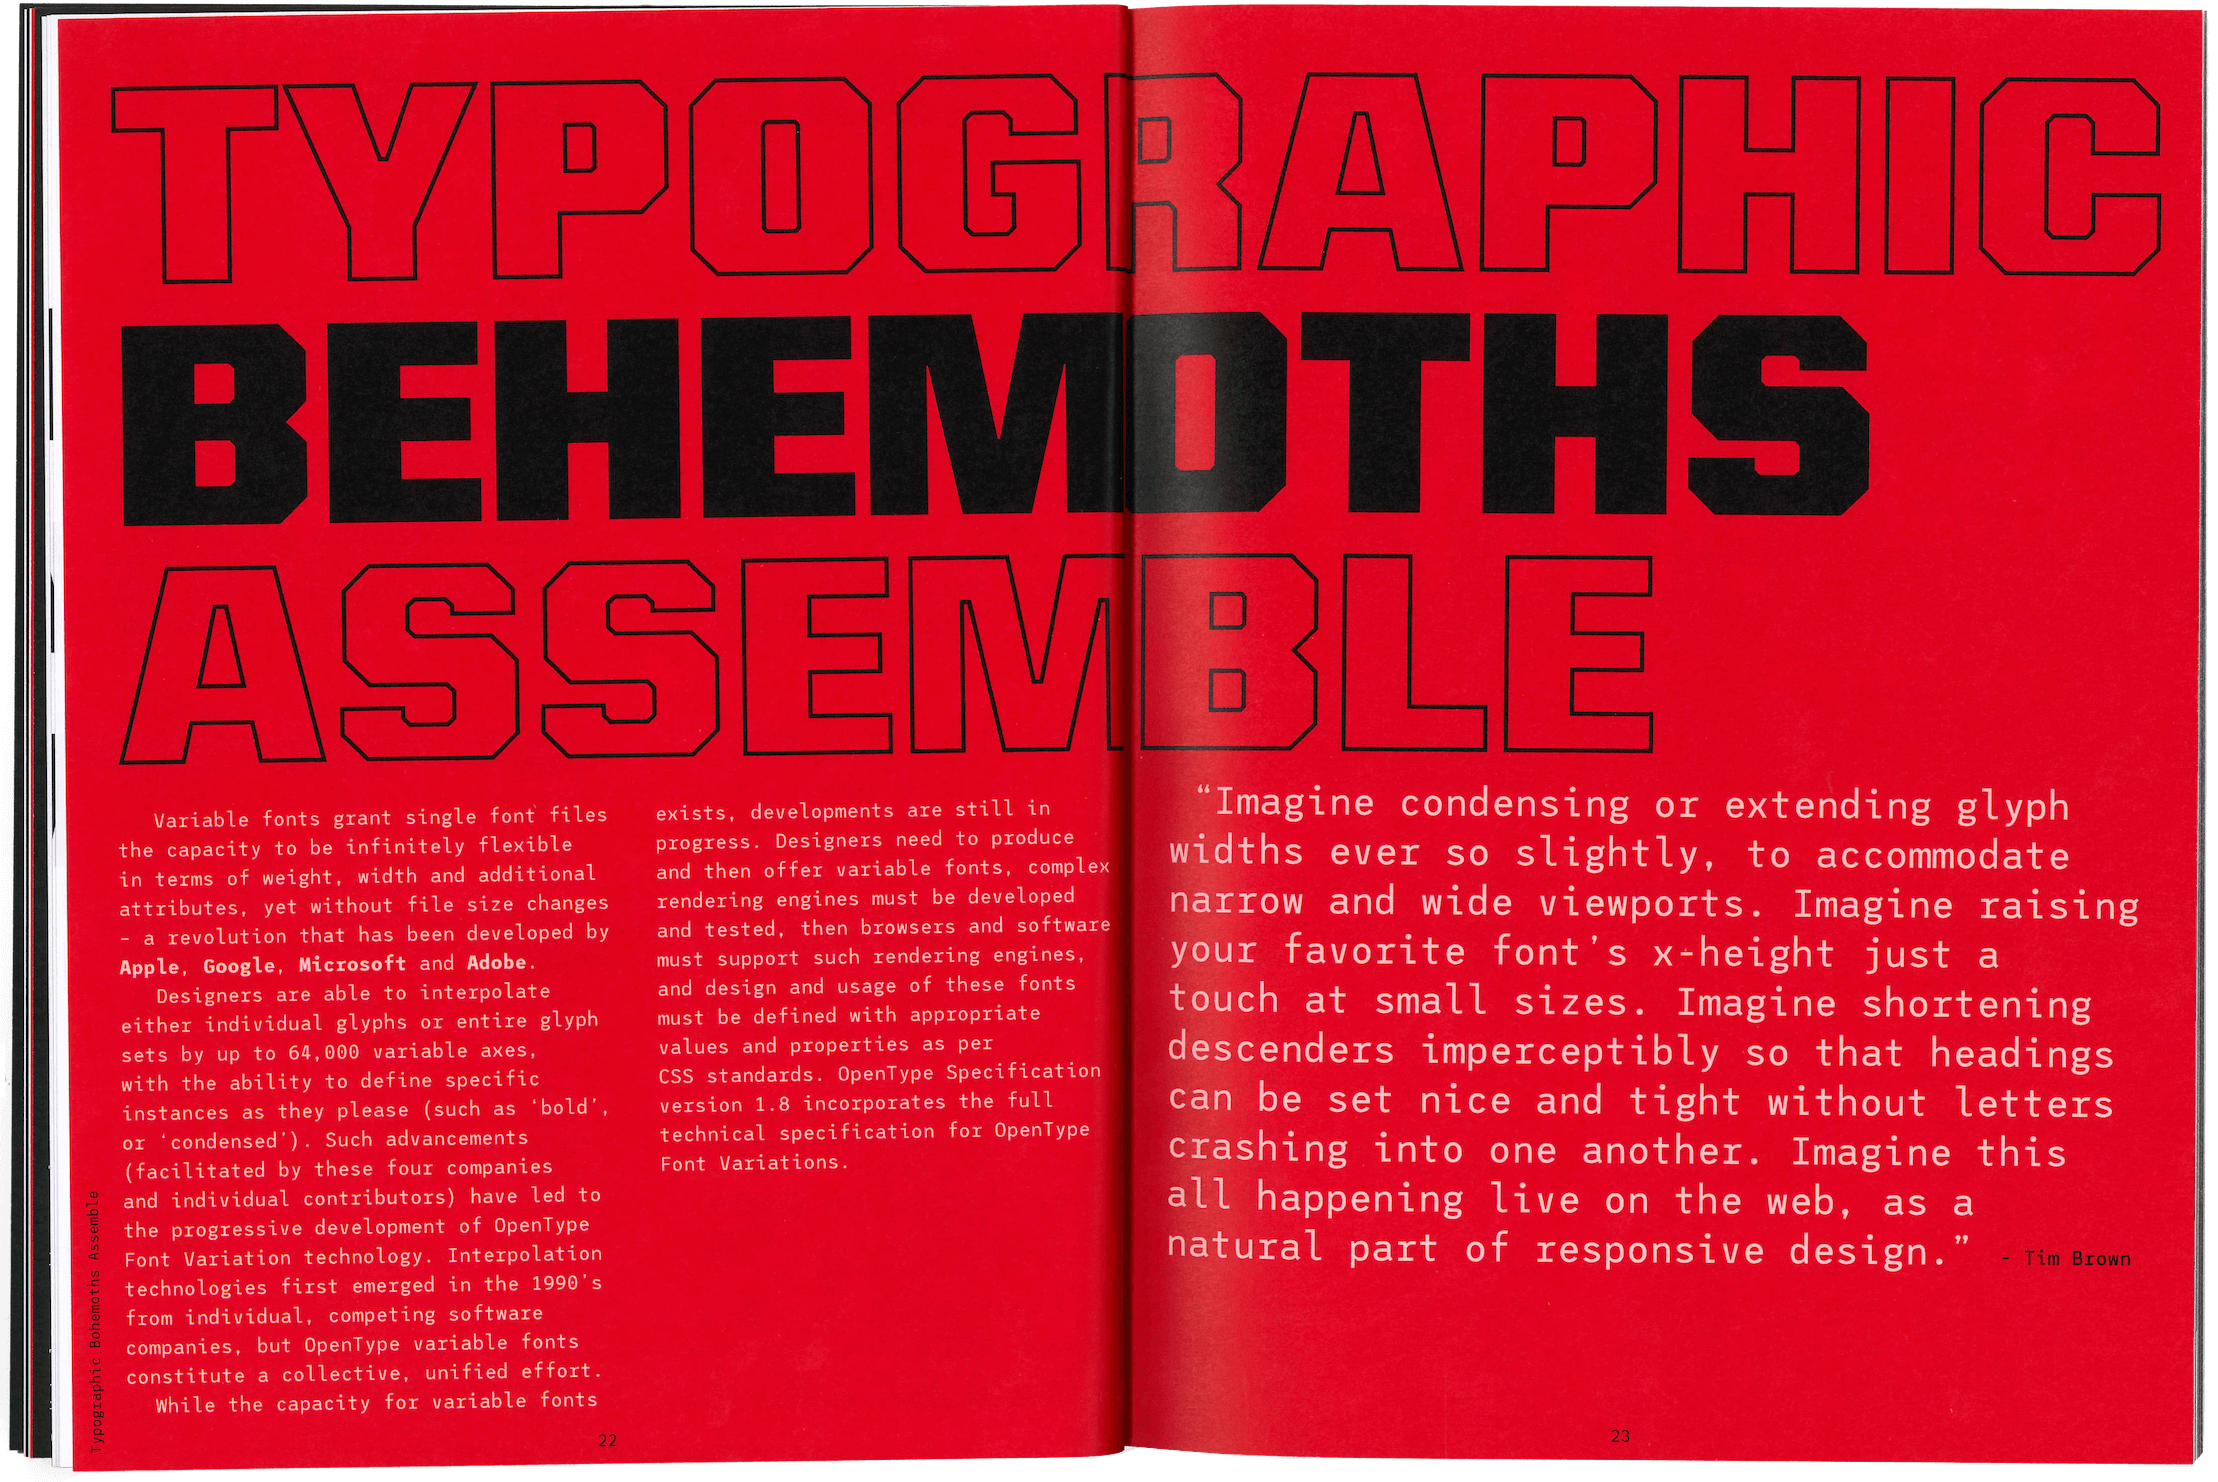 TYPOGRAPHIC
BEHEMOTHS
ASSEMBLE
Variable fonts grant single font files
the capacity to be infinitely flexible
in terms of weight, width and additional
attributes, yet without file size changes
– a revolution that has been developed by
Apple, Google, Microsoft and Adobe.
Designers are able to interpolate
either individual glyphs or entire glyph
sets by up to 64,000 variable axes,
with the ability to define specific
instances as they please (such as ‘bold’,
or ‘condensed’). Such advancements
(facilitated by these four companies
and individual contributors) have led to
the progressive development of OpenType
Font Variation technology. Interpolation
technologies first emerged in the 1990’s
from individual, competing software
companies, but OpenType variable fonts
constitute a collective, unified effort.
While the capacity for variable fonts
exists, developments are still in
progress. Designers need to produce
and then offer variable fonts, complex
rendering engines must be developed
and tested, then browsers and software
must support such rendering engines,
and design and usage of these fonts
must be defined with appropriate
values and properties as per
CSS standards. OpenType Specification
version 1.8 incorporates the full
technical specification for OpenType
Font Variations.
“Imagine condensing or extending glyph
widths ever so slightly, to accommodate
narrow and wide viewports. Imagine raising
your favorite font’s x-height just a
touch at small sizes. Imagine shortening
descenders imperceptibly so that headings
can be set nice and tight without letters
crashing into one another. Imagine this
all happening live on the web, as a
natural part of responsive design.”
- Tim Brown
Typographic Bohemoths Assemble
22
23